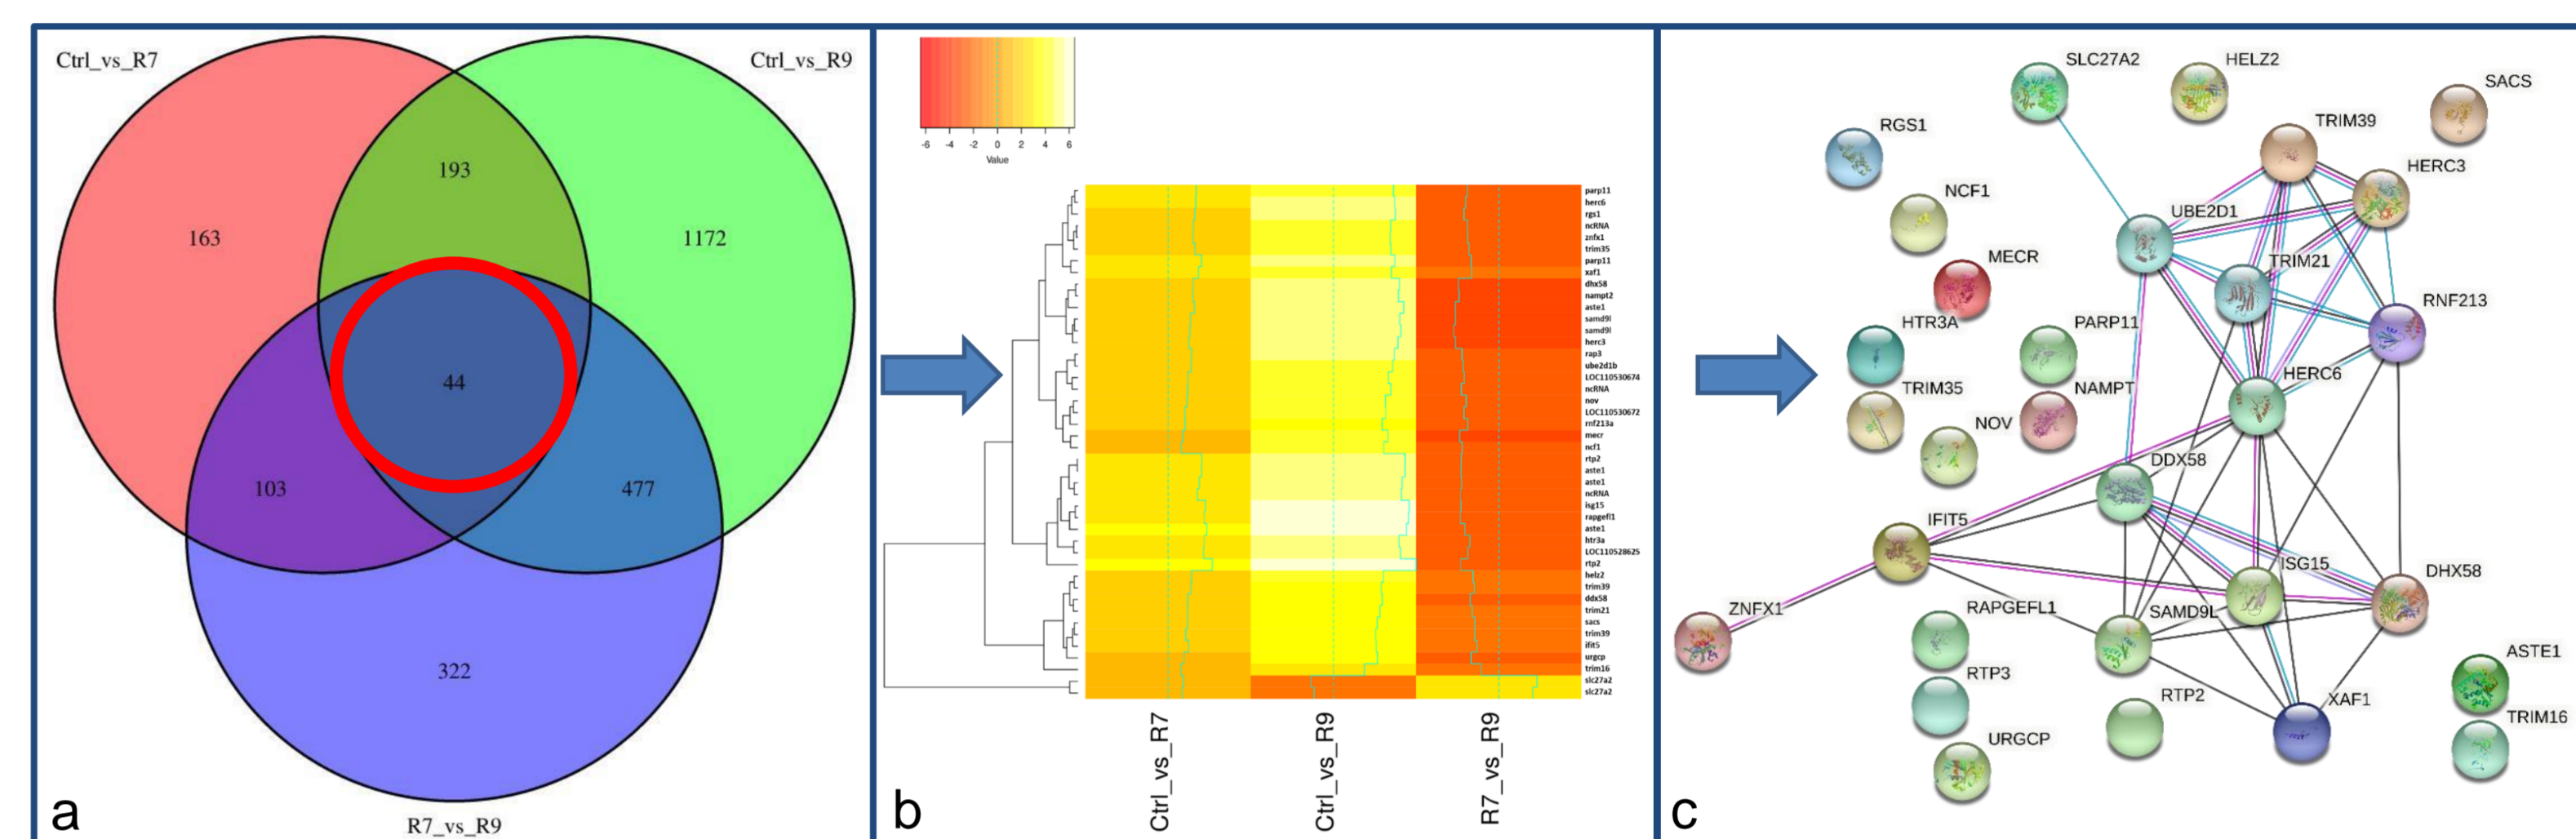 Ctrl_vs_R7
Ctrl_vs_R9
193
163
1172
44
103
477
322
R7_vs_R9
a
-6 -4 -2 0 2 4 6
Value
parp11
herc6
rgs1
ncRNA
znfx1
trim35
parp11
xaf1
dhx58
nampt2
aste1
samd9l
samd9l
herc3
rap3
ube2d1b
LOC110530674
ncRNA
nov
LOC110530672
rnf213a
mecr
ncf1
rtp2
aste1
aste1
ncRNA
isg15
rapgefl1
aste1
htr3a
LOC110528625
rtp2
helz2
trim39
ddx58
trim21
sacs
trim39
ifit5
urgcp
trim16
slc27a2
slc27a2
Ctrl_vs_R7
Ctrl_vs_R9
R7_vs_R9
b
SLC27A2
HELZ2
SACS
RGS1
TRIM39
HERC3
NCF1
UBE2D1
MECR
TRIM21
RNF213
HTR3A
PARP11
TRIM35
NAMPT
HERC6
NOV
DDX58
IFIT5
ISG15
DHX58
ZNFX1
RAPGEFL1
SAMD9L
ASTE1
RTP3
RTP2
XAF1
TRIM16
URGCP
c